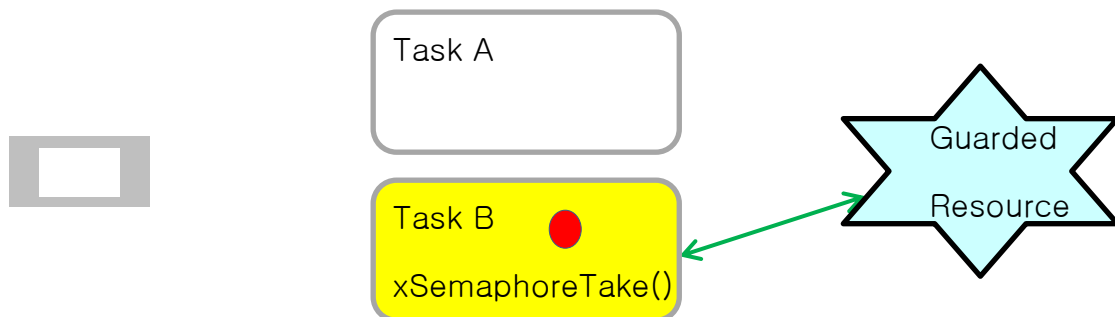 Task A
Guarded
Resource
Task B
xSemaphoreTake()